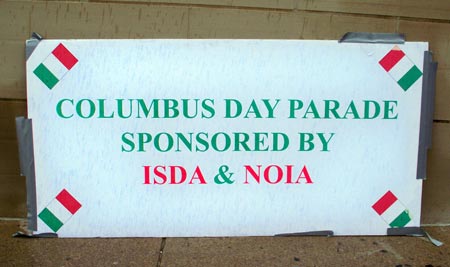 COLUMBUS DAY PARADE
SPONSORED BY
ISDA & NOIA